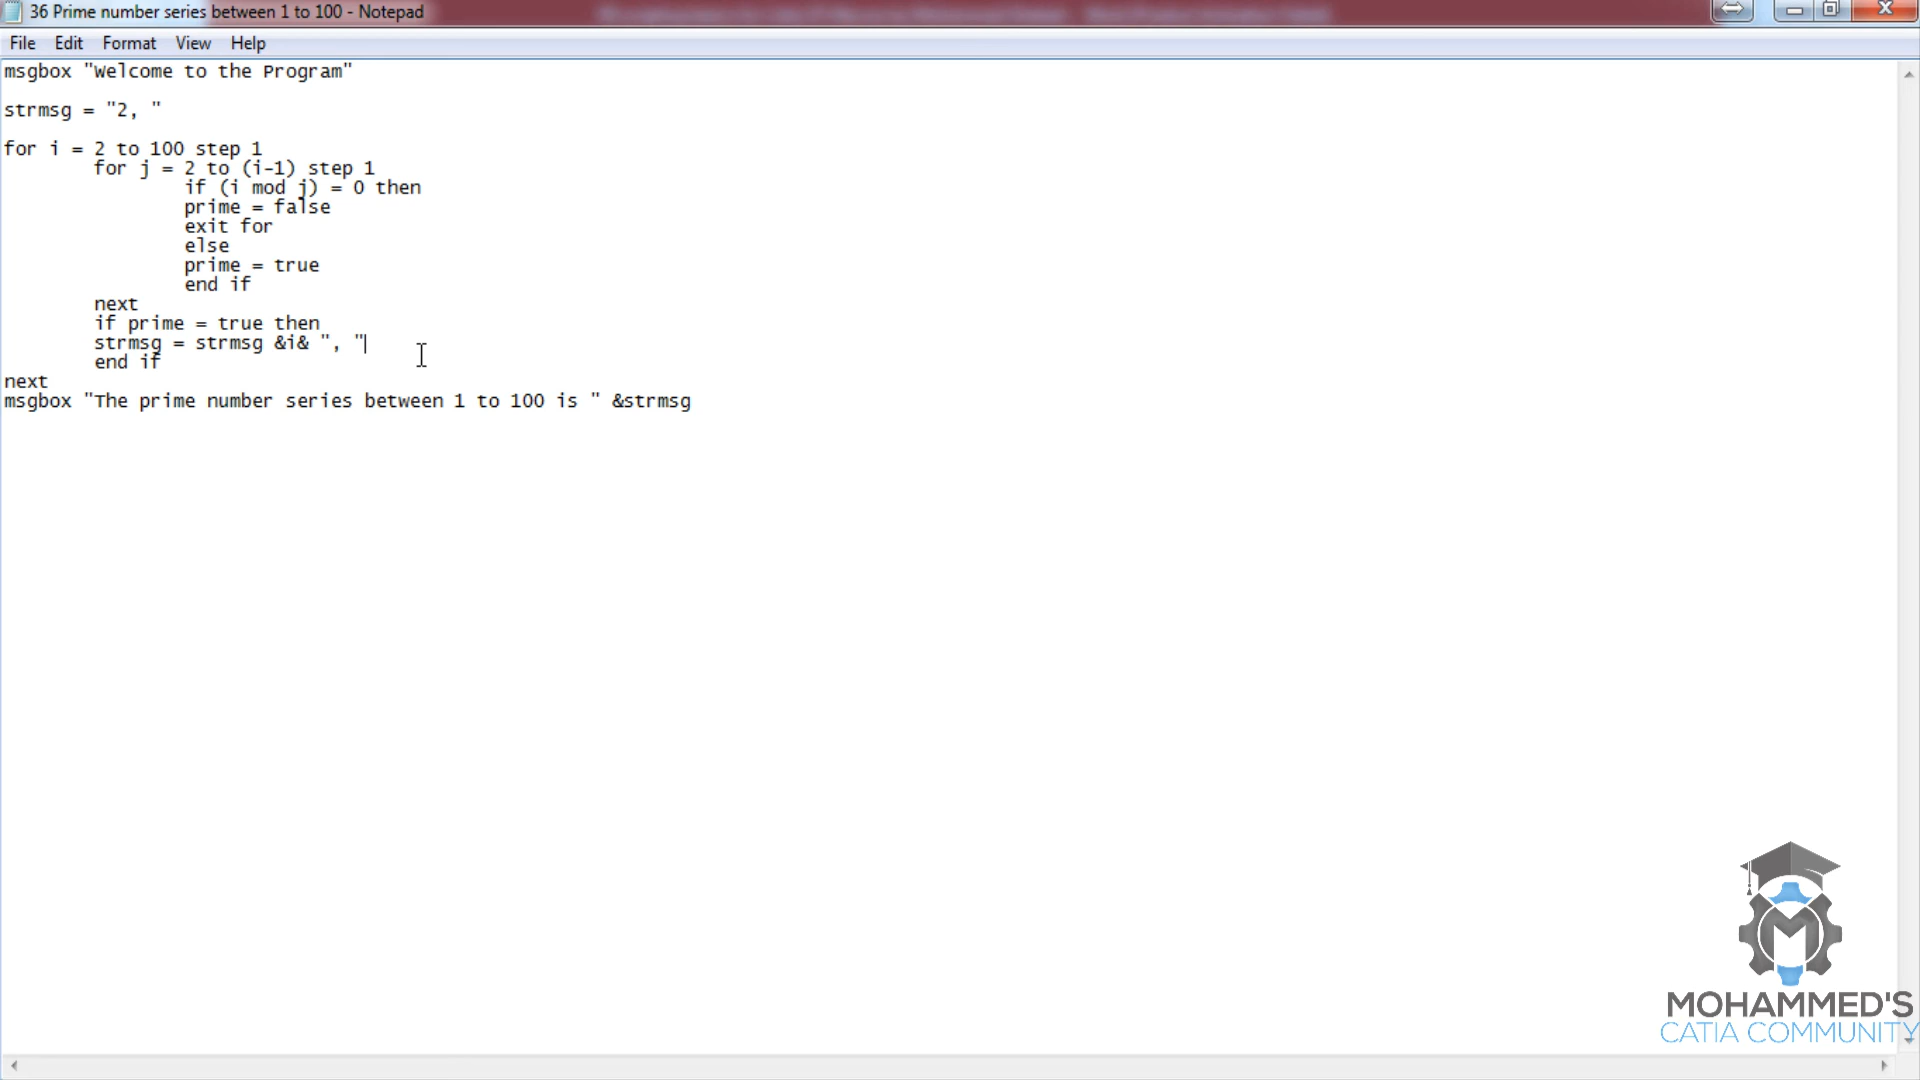 36 Prime number series between 1 to 100 - Notepad
File Edit Format View Help
msgbox "Welcome to the Program"
strmsg = "2, "
for i = 2 to 100 step 1
for j = 2 to (i-1) step 1
if (i mod j) = 0 then
prime = false
exit for
else
prime = true
end if
next
if prime = true then
strmsg = strmsg &i& ", "
end if
next
msgbox "The prime number series between 1 to 100 is " &strmsg
MOHAMMED'S
CATIA COMMUNITY